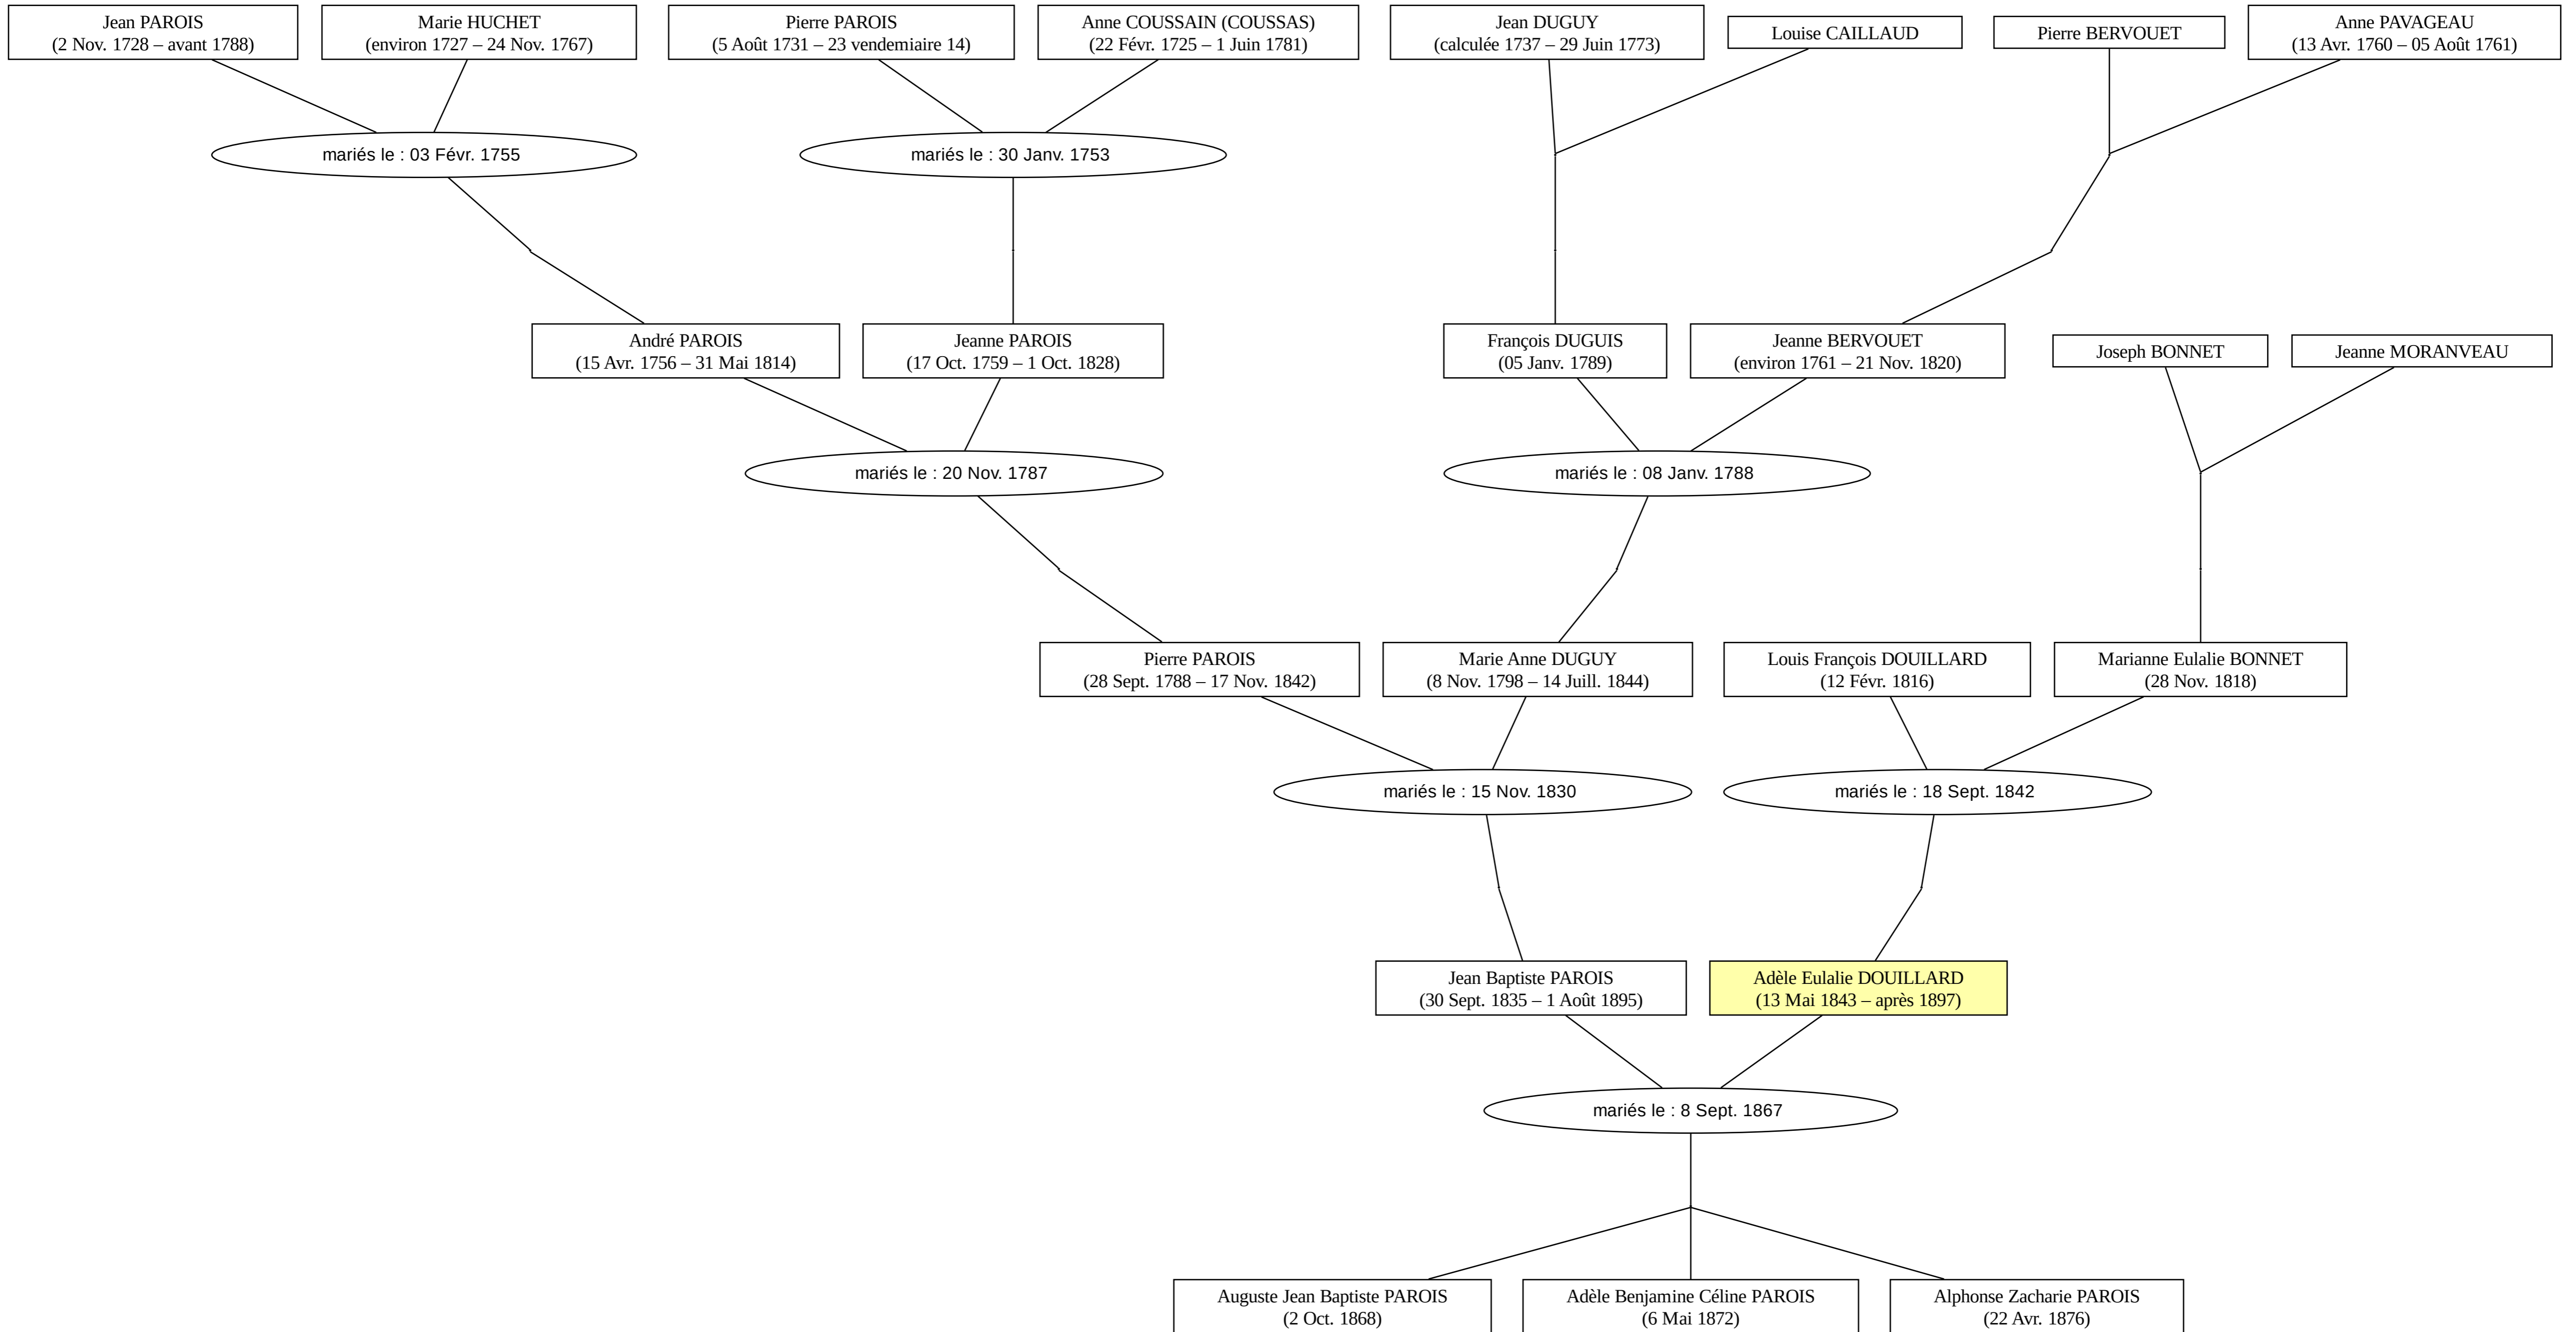 Jean PAROIS
(2 Nov. 1728 – avant 1788)
Marie HUCHET
(environ 1727 – 24 Nov. 1767)
Pierre PAROIS
(5 Août 1731 – 23 vendemiaire 14)
Anne COUSSAIN (COUSSAS)
(22 Févr. 1725 – 1 Juin 1781)
Jean DUGUY
(calculée 1737 – 29 Juin 1773)
Louise CAILLAUD
Pierre BERVOUET
Anne PAVAGEAU
(13 Avr. 1760 – 05 Août 1761)
mariés le : 03 Févr. 1755
mariés le : 30 Janv. 1753
André PAROIS
(15 Avr. 1756 – 31 Mai 1814)
Jeanne PAROIS
(17 Oct. 1759 – 1 Oct. 1828)
François DUGUIS
(05 Janv. 1789)
Jeanne BERVOUET
(environ 1761 – 21 Nov. 1820)
Joseph BONNET
Jeanne MORANVEAU
mariés le : 20 Nov. 1787
mariés le : 08 Janv. 1788
Pierre PAROIS
(28 Sept. 1788 – 17 Nov. 1842)
Marie Anne DUGUY
(8 Nov. 1798 – 14 Juill. 1844)
Louis François DOUILLARD
(12 Févr. 1816)
Marianne Eulalie BONNET
(28 Nov. 1818)
mariés le : 15 Nov. 1830
mariés le : 18 Sept. 1842
Jean Baptiste PAROIS
(30 Sept. 1835 – 1 Août 1895)
Adèle Eulalie DOUILLARD
(13 Mai 1843 – après 1897)
mariés le : 8 Sept. 1867
Auguste Jean Baptiste PAROIS
(2 Oct. 1868)
Adèle Benjamine Céline PAROIS
(6 Mai 1872)
Alphonse Zacharie PAROIS
(22 Avr. 1876)